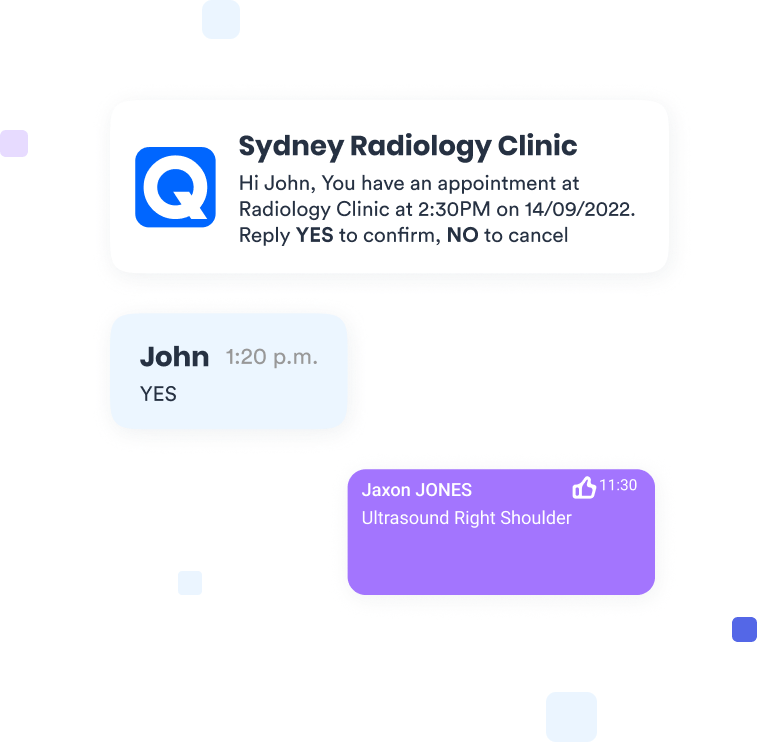 Sydney Radiology Clinic
Hi John, You have an appointment at
Radiology Clinic at 2:30PM on 14/09/2022.
Reply YES to confirm, NO to cancel
John 1:20 p.m.
YES
Jaxon JONES 11:30
Ultrasound Right Shoulder